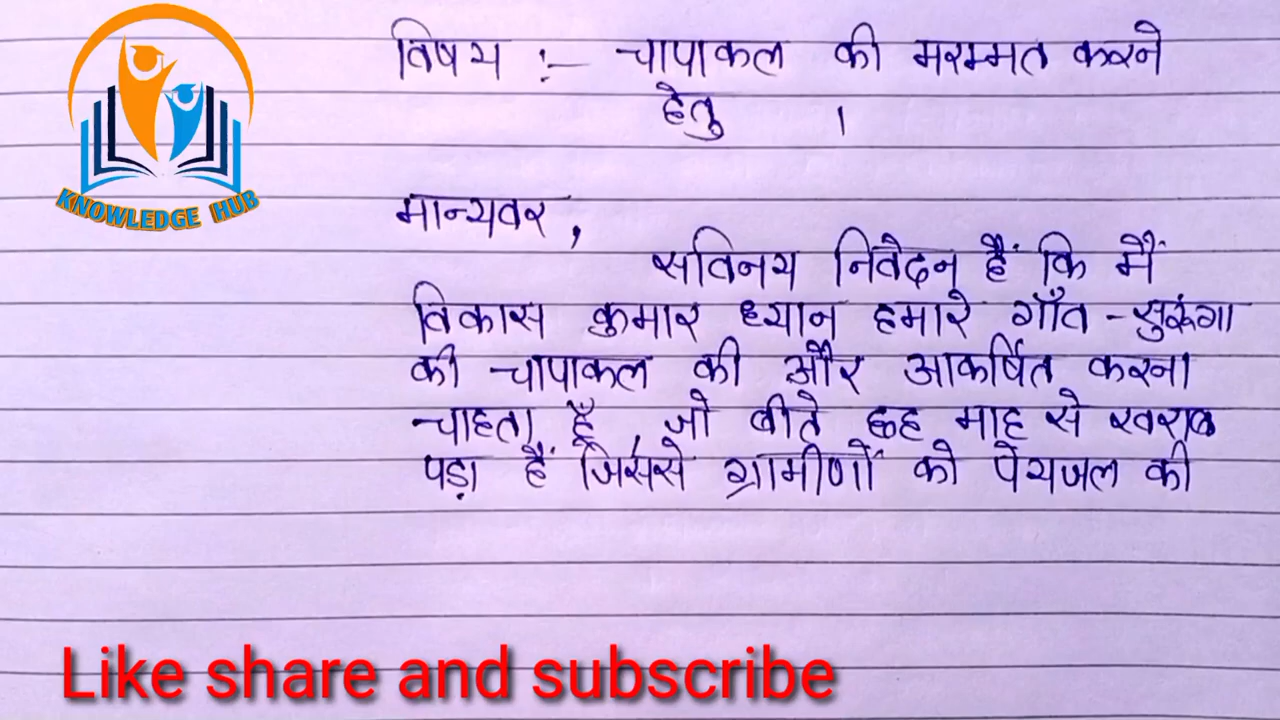 विषय :- चापाकल की मरम्मत करने
हेतु ।
KNOWLEDGE HUB
मान्यवर,
सविनय निवेदन हैं कि मैं
विकास कुमार ध्यान हमारे गाँव -सुरूंगा
की चापाकल की और आकर्षित करना
चाहता हूँ, जो बीते छह माह से खराब
पड़ा हैं जिससे ग्रामीणों को पेयजल की
Like share and subscribe